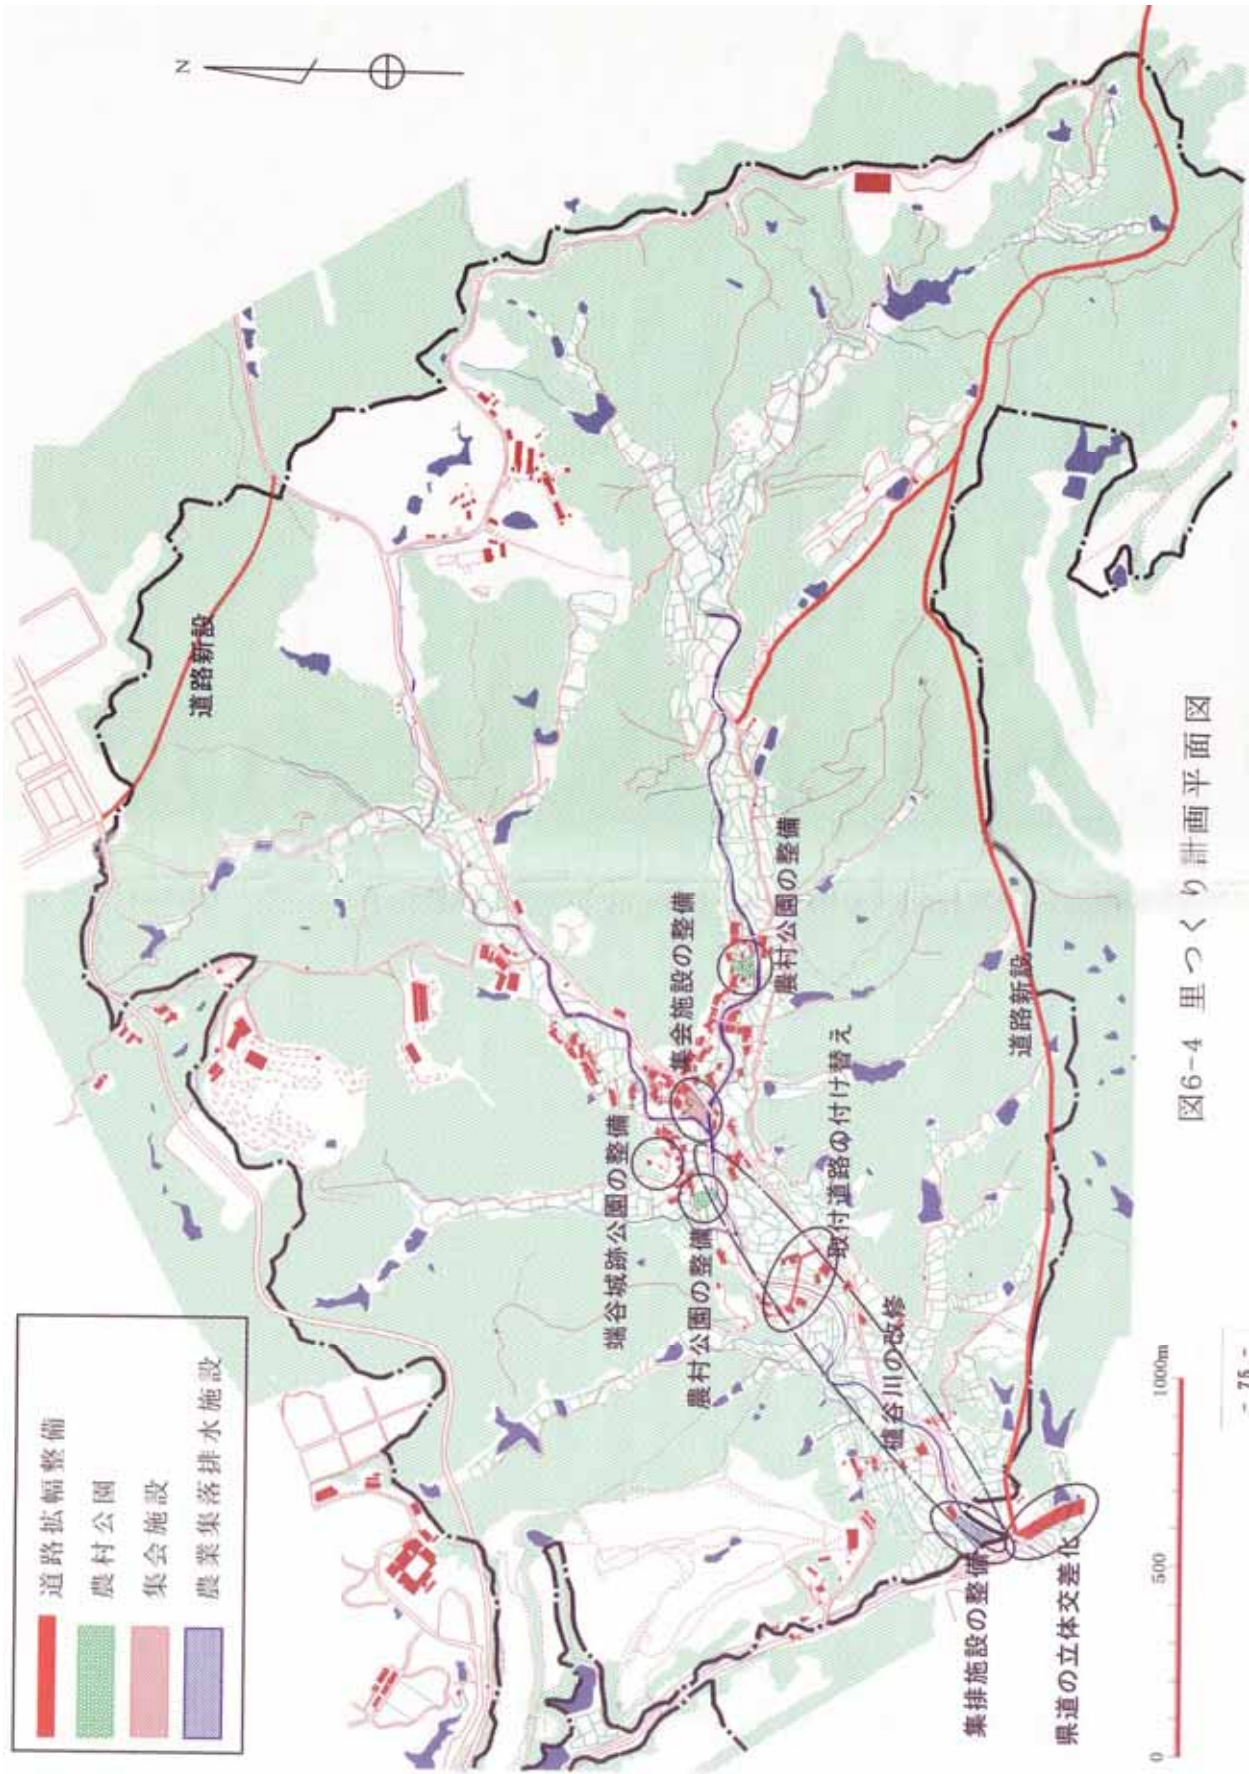 道路拡幅整備
農村公園
集会施設
農業集落排水施設
N
道路新設
集会施設の整備
農村公園の整備
端谷城跡公園の整備
農村公園の整備
取付道路の付け替え
櫨谷川の改修
道路新設
集排施設の整備
県道の立体交差化
0 500 1000m
図6-4 里つくり計画平面図
- 75 -